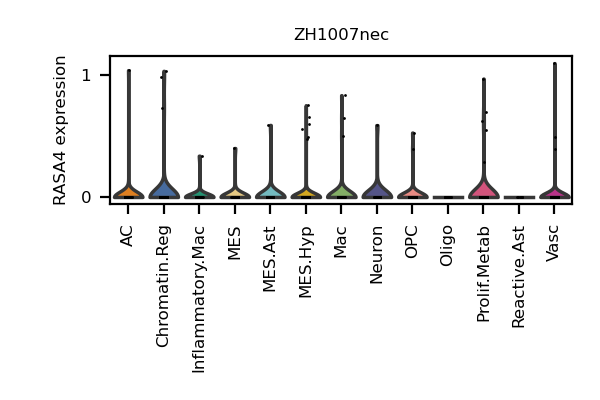 ZH1007nec
RASA4 expression
1
0
AC
Chromatin.Reg
Inflammatory.Mac
MES
MES.Ast
MES.Hyp
Mac
Neuron
OPC
Oligo
Prolif.Metab
Reactive.Ast
Vasc